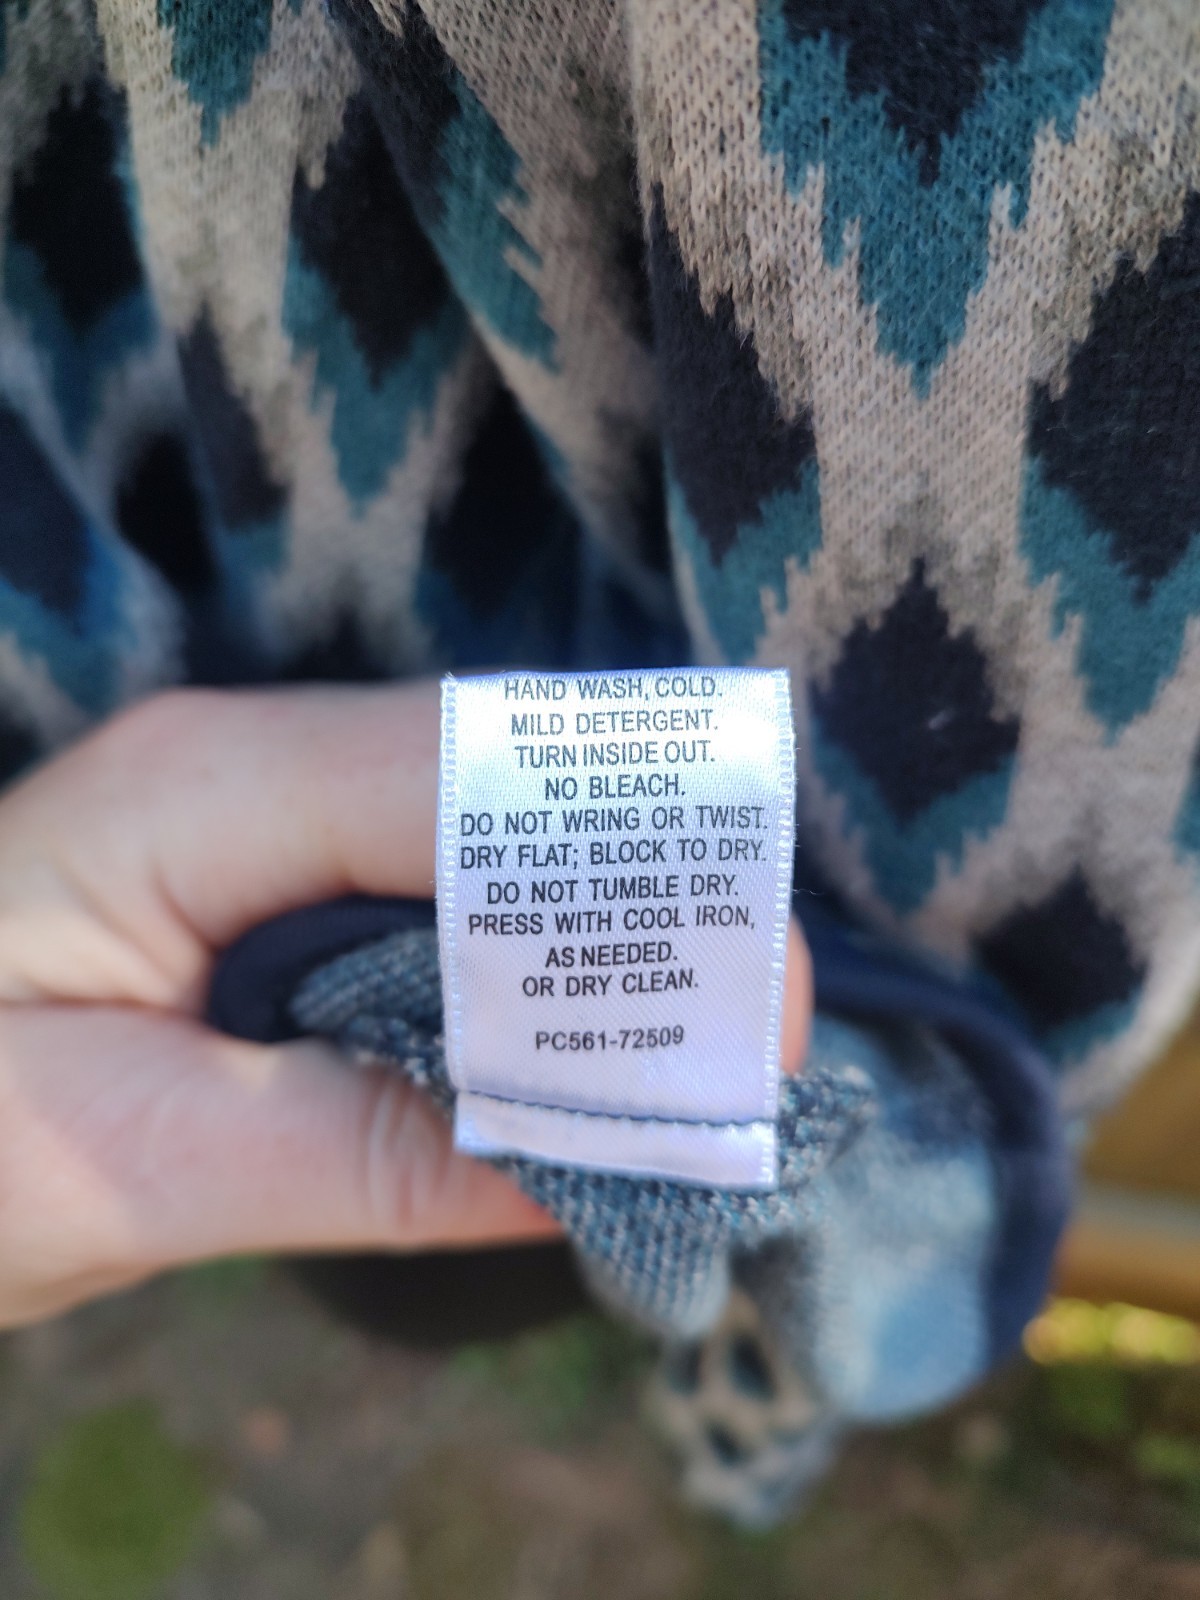 HAND WASH, COLD.
MILD DETERGENT.
TURN INSIDE OUT.
NO BLEACH.
DO NOT WRING OR TWIST.
DRY FLAT; BLOCK TO DRY.
DO NOT TUMBLE DRY.
PRESS WITH COOL IRON,
AS NEEDED.
OR DRY CLEAN.
PC561-72509